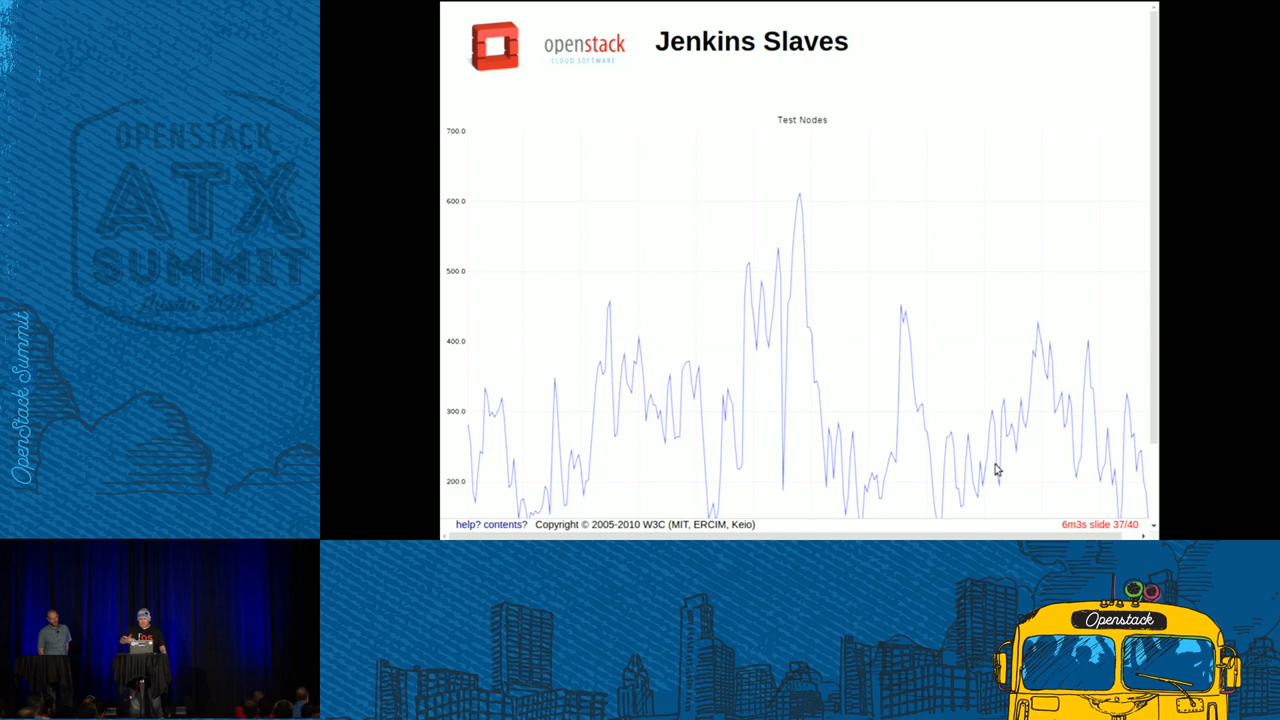 OPENSTACK
ATX
SUMMIT
Austin 2016
OpenStack Summit
openstack
CLOUD SOFTWARE
Jenkins Slaves
Test Nodes
700.0
600.0
500.0
400.0
300.0
200.0
help? contents? Copyright © 2005-2010 W3C (MIT, ERCIM, Keio)
6m3s slide 37/40
Openstack